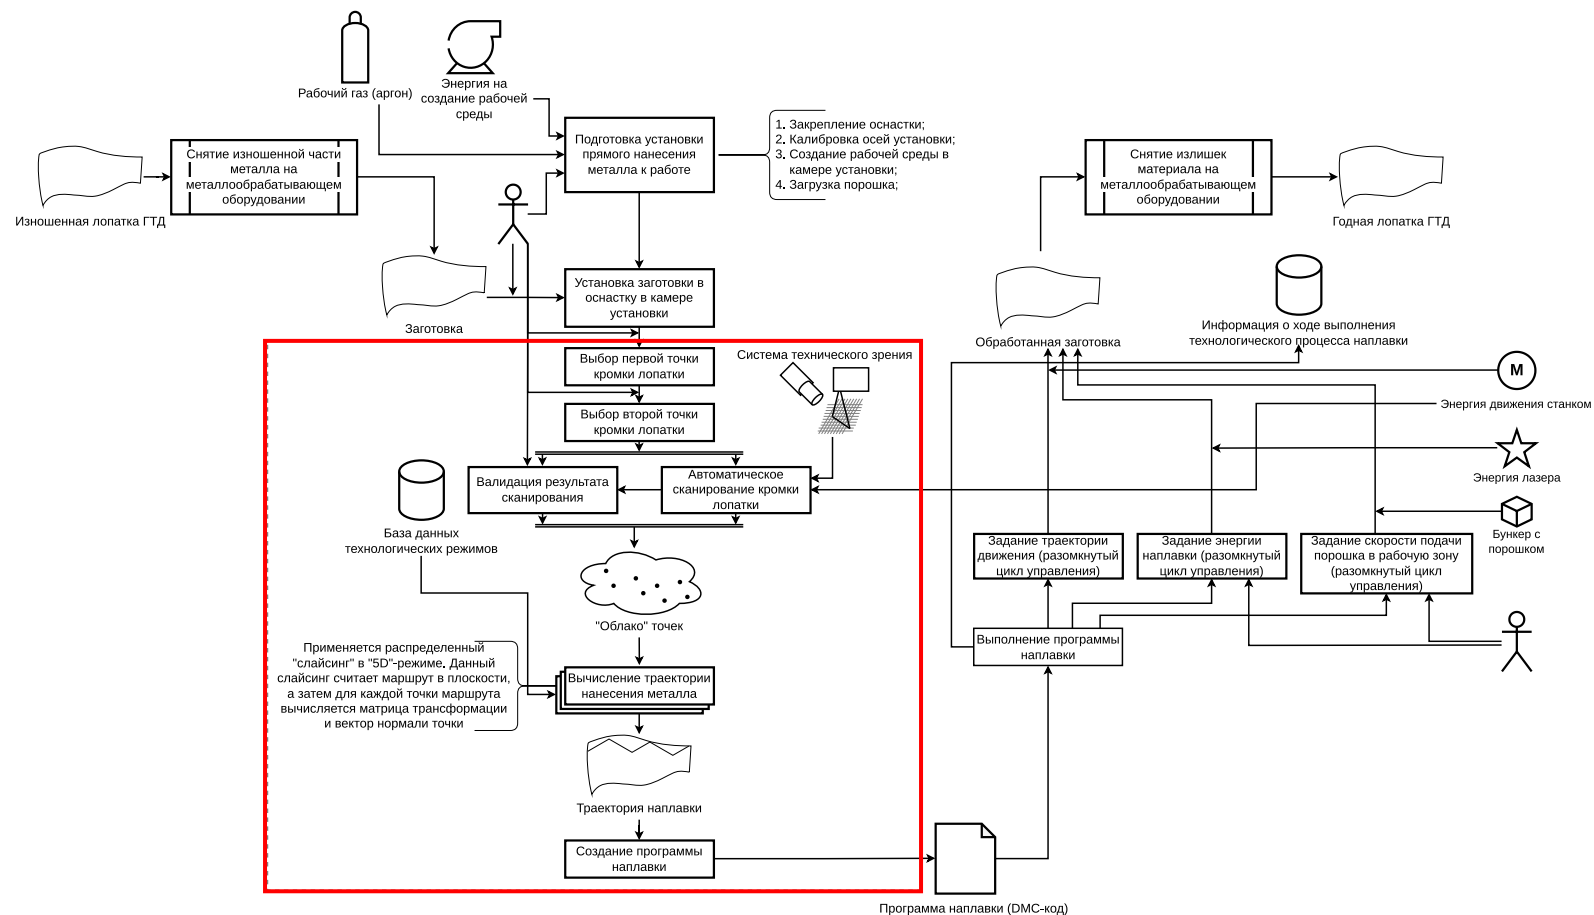 Рабочий газ (аргон)
Энергия на
создание рабочей
среды
Снятие изношенной части
металла на
металлообрабатывающем
оборудовании
Изношенная лопатка ГТД
Подготовка установки
прямого нанесения
металла к работе
1. Закрепление оснастки;
2. Калибровка осей установки;
3. Создание рабочей среды в
камере установки;
4. Загрузка порошка;
Снятие излишек
материала на
металлообрабатывающем
оборудовании
Годная лопатка ГТД
Заготовка
Установка заготовки в
оснастку в камере
установки
Обработанная заготовка
Информация о ходе выполнения
технологического процесса наплавки
Выбор первой точки
кромки лопатки
Система технического зрения
M
Энергия движения станком
Выбор второй точки
кромки лопатки
Валидация результата
сканирования
Автоматическое
сканирование кромки
лопатки
Энергия лазера
База данных
технологических режимов
Бункер с
порошком
Задание траектории
движения (разомкнутый
цикл управления)
Задание энергии
наплавки (разомкнутый
цикл управления)
Задание скорости подачи
порошка в рабочую зону
(разомкнутый цикл
управления)
"Облако" точек
Выполнение программы
наплавки
Применяется распределенный
"слайсинг" в "5D"-режиме. Данный
слайсинг считает маршрут в плоскости,
а затем для каждой точки маршрута
вычисляется матрица трансформации
и вектор нормали точки
Вычисление траектории
нанесения металла
Траектория наплавки
Создание программы
наплавки
Программа наплавки (DMC-код)